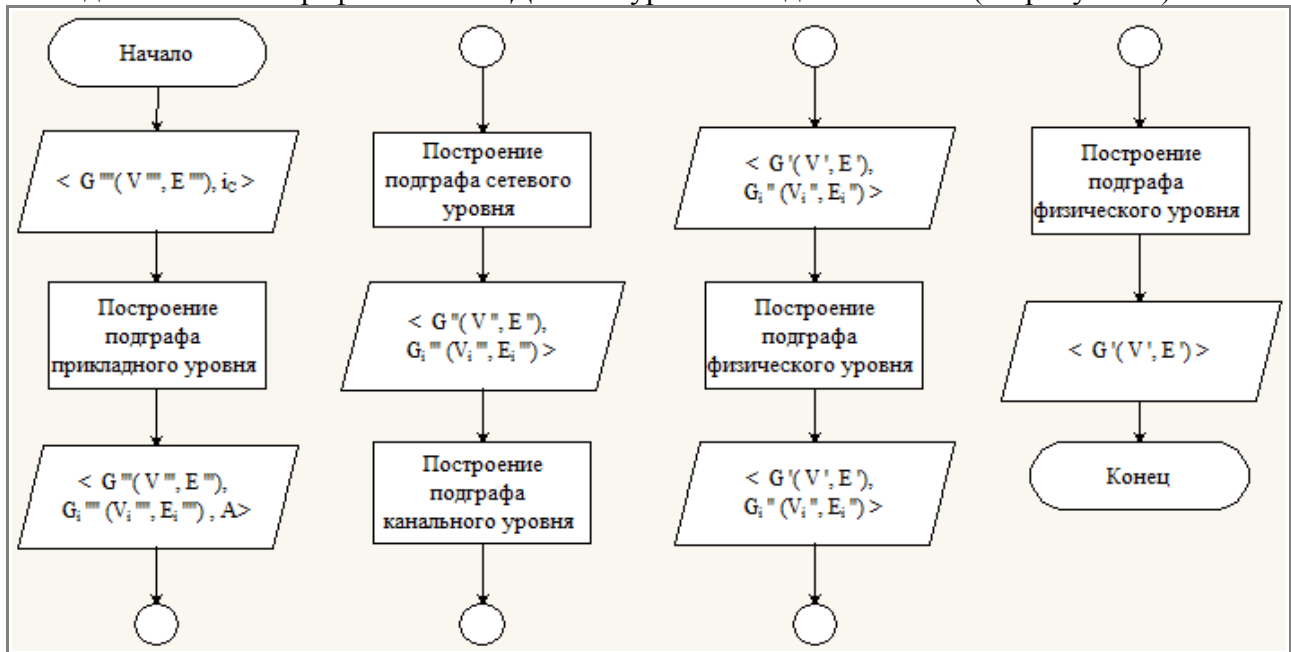 Начало
< G""( V "", E ""), iC >
Построение
подграфа
прикладного уровня
< G"'( V "', E "'),
Gi "" (Vi "", Ei "") , A>
Построение
подграфа сетевого
уровня
< G"( V ", E "),
Gi "' (Vi "', Ei "') >
Построение
подграфа
канального уровня
< G '( V ', E '),
Gi " (Vi ", Ei ") >
Построение
подграфа
физического уровня
< G '( V ', E '),
Gi " (Vi ", Ei ") >
Построение
подграфа
физического уровня
< G '( V ', E ') >
Конец